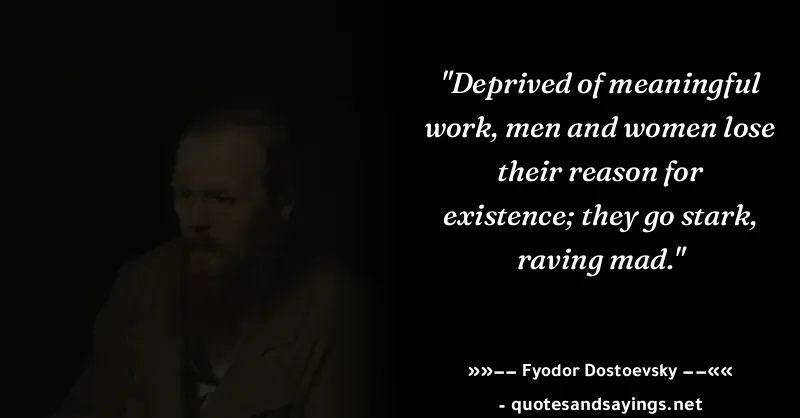 "Deprived of meaningful
work, men and women lose
their reason for
existence; they go stark,
raving mad."
»»−− Fyodor Dostoevsky −−««
- quotesandsayings.net